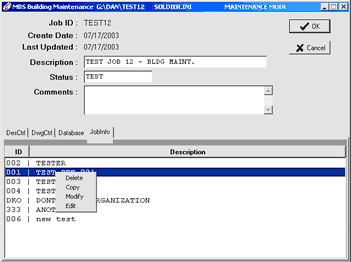 MBS Building Maintenance G:\DAN\TEST12 \SOLDIER.INI MAINTENANCE MODE
Job ID : TEST12
OK
Create Date : 07/17/2003
Last Updated : 07/17/2003
Cancel
Description : TEST JOB 12 - BLDG MAINT.
Status : TEST
Comments :
DesCtrl DwgCtrl Database JobInfo
ID Description
002 | TESTER
001 | TEST
003 | TEST
004 | TEST
DKO | DONT ORGANIZATION
333 | ANOT
006 | new test
Delete
Copy
Modify
Edit